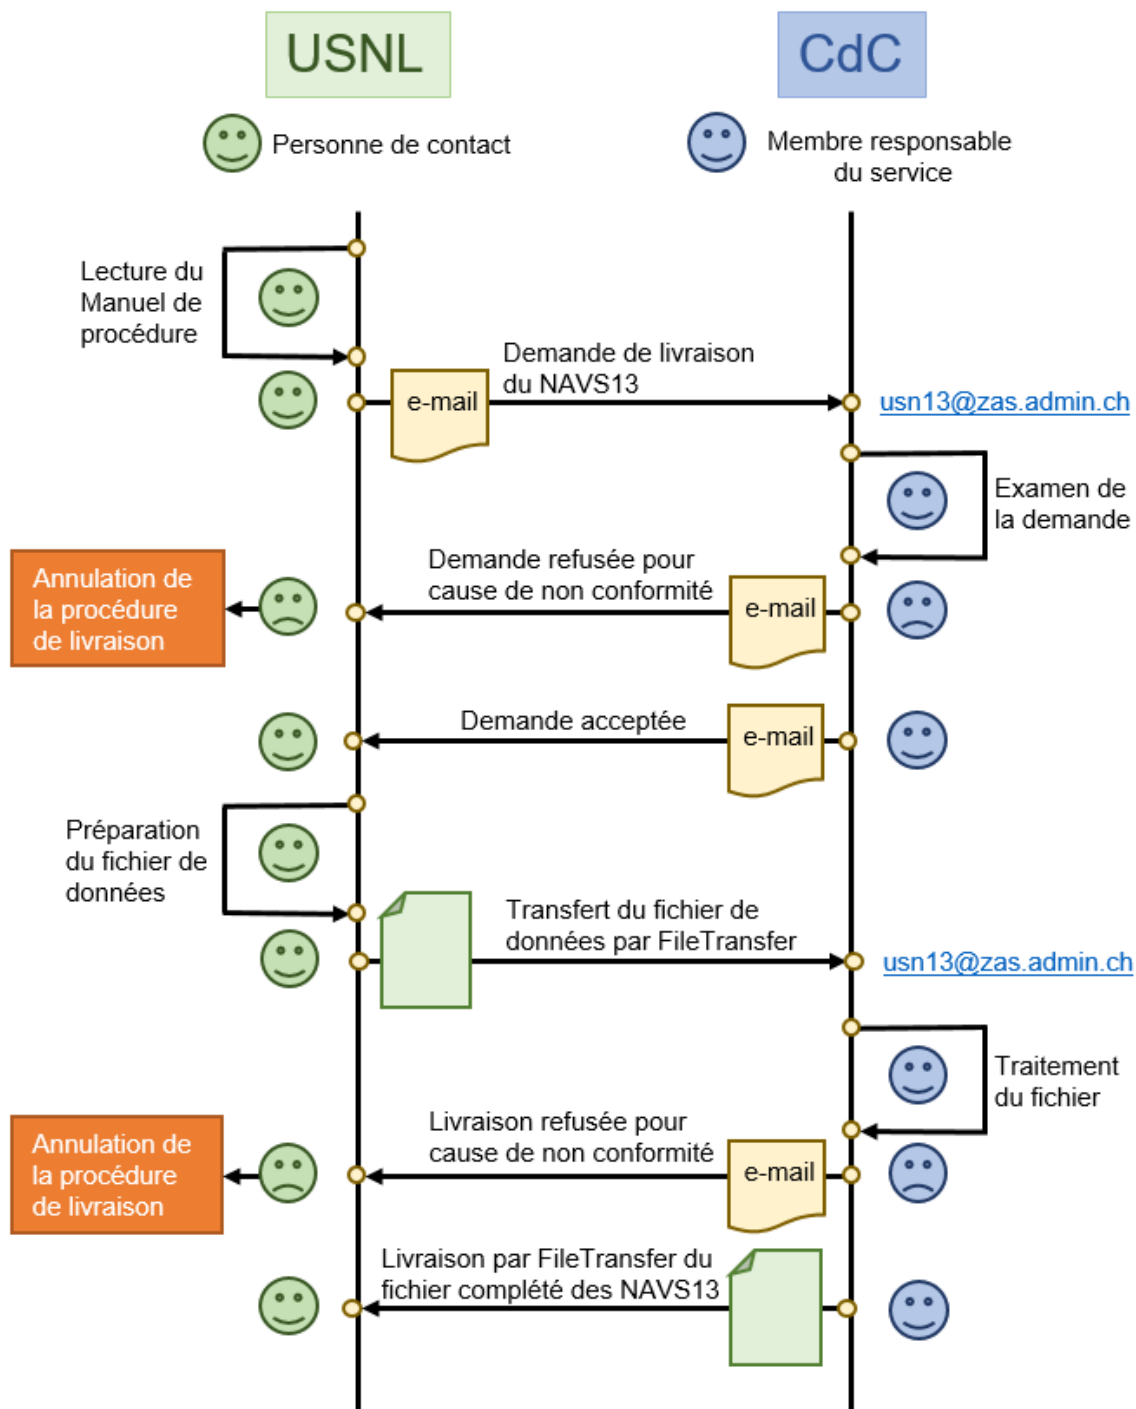 USNL
CdC
Personne de contact
Membre responsable
du service
Lecture du
Manuel de
procédure
Demande de livraison
du NAVS13
e-mail
usn13@zas.admin.ch
Examen de
la demande
Demande refusée pour
cause de non conformité
e-mail
Annulation de
la procédure
de livraison
Demande acceptée
e-mail
Préparation
du fichier de
données
Transfert du fichier de
données par FileTransfer
usn13@zas.admin.ch
Traitement
du fichier
Livraison refusée pour
cause de non conformité
e-mail
Annulation de
la procédure
de livraison
Livraison par FileTransfer du
fichier complété des NAVS13